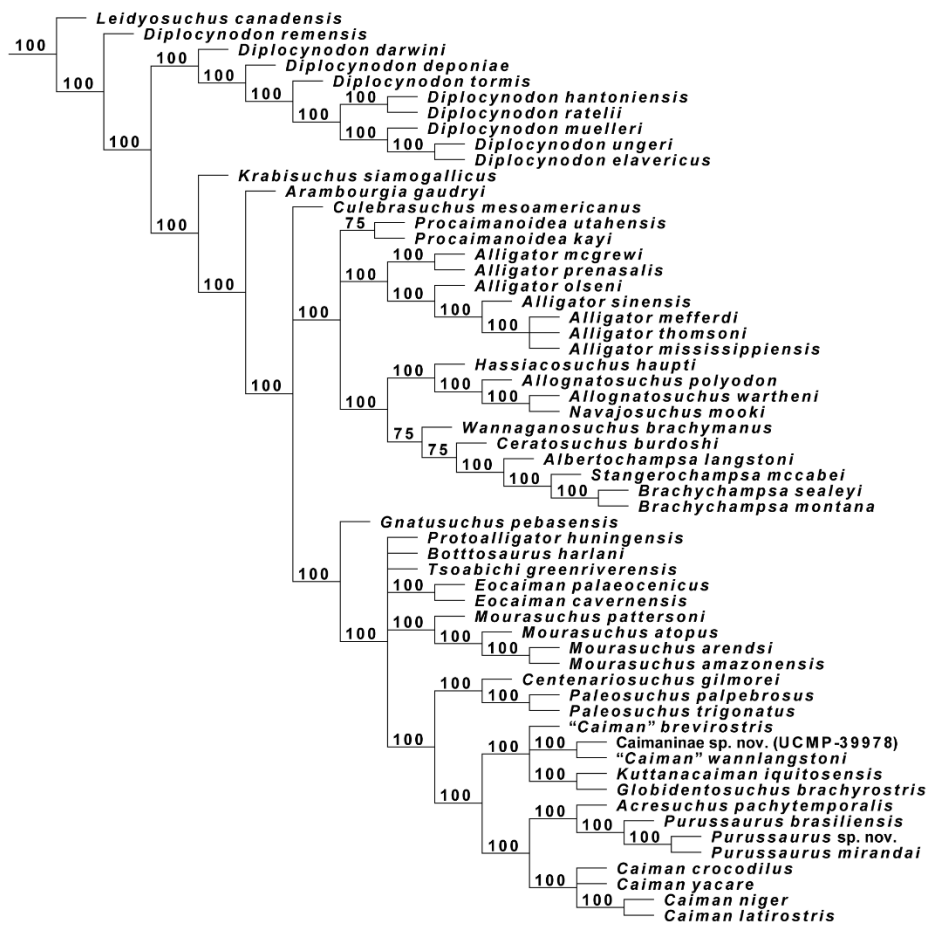 Leidyosuchus canadensis
Diplocynodon remensis
100
Diplocynodon darwini
100
Diplocynodon deponiae
100
Diplocynodon tormis
100
100
Diplocynodon hantoniensis
100
Diplocynodon ratelii
100
Diplocynodon muelleri
100
Diplocynodon ungeri
100
Diplocynodon elavericus
100
Krabisuchus siamogallicus
Arambourgia gaudryi
Culebrasuchus mesoamericanus
100
75
Procaimanoidea utahensis
Procaimanoidea kayi
100
Alligator mcgrewi
100
Alligator prenasalis
100
Alligator olseni
100
Alligator sinensis
100
Alligator mefferdi
100
Alligator thomsoni
100
Alligator mississippiensis
Hassiacosuchus haupti
100
Allognatosuchus polyodon
100
100
Allognatosuchus wartheni
100
100
Navajosuchus mooki
Wannaganosuchus brachymanus
75
Ceratosuchus burdoshi
75
Albertochampsa langstoni
100
Stangerochampsa mccabei
100
Brachychampsa sealeyi
100
Brachychampsa montana
Gnatusuchus pebasensis
Protoalligator huningensis
Botttosaurus harlani
Tsoabichi greenriverensis
100
100
Eocaiman palaeocenicus
Eocaiman cavernensis
Mourasuchus pattersoni
100
100
Mourasuchus atopus
100
Mourasuchus arendsi
100
Mourasuchus amazonensis
Centenariosuchus gilmorei
100
Paleosuchus palpebrosus
100
Paleosuchus trigonatus
"Caiman" brevirostris
100
100
Caimaninae sp. nov. (UCMP-39978)
"Caiman" wannlangstoni
100
Kuttanacaiman iquitosensis
100
Globidentosuchus brachyrostris
Acresuchus pachytemporalis
100
Purussaurus brasiliensis
100
Purussaurus sp. nov.
100
100
Purussaurus mirandai
Caiman crocodilus
100
Caiman yacare
Caiman niger
100
Caiman latirostris